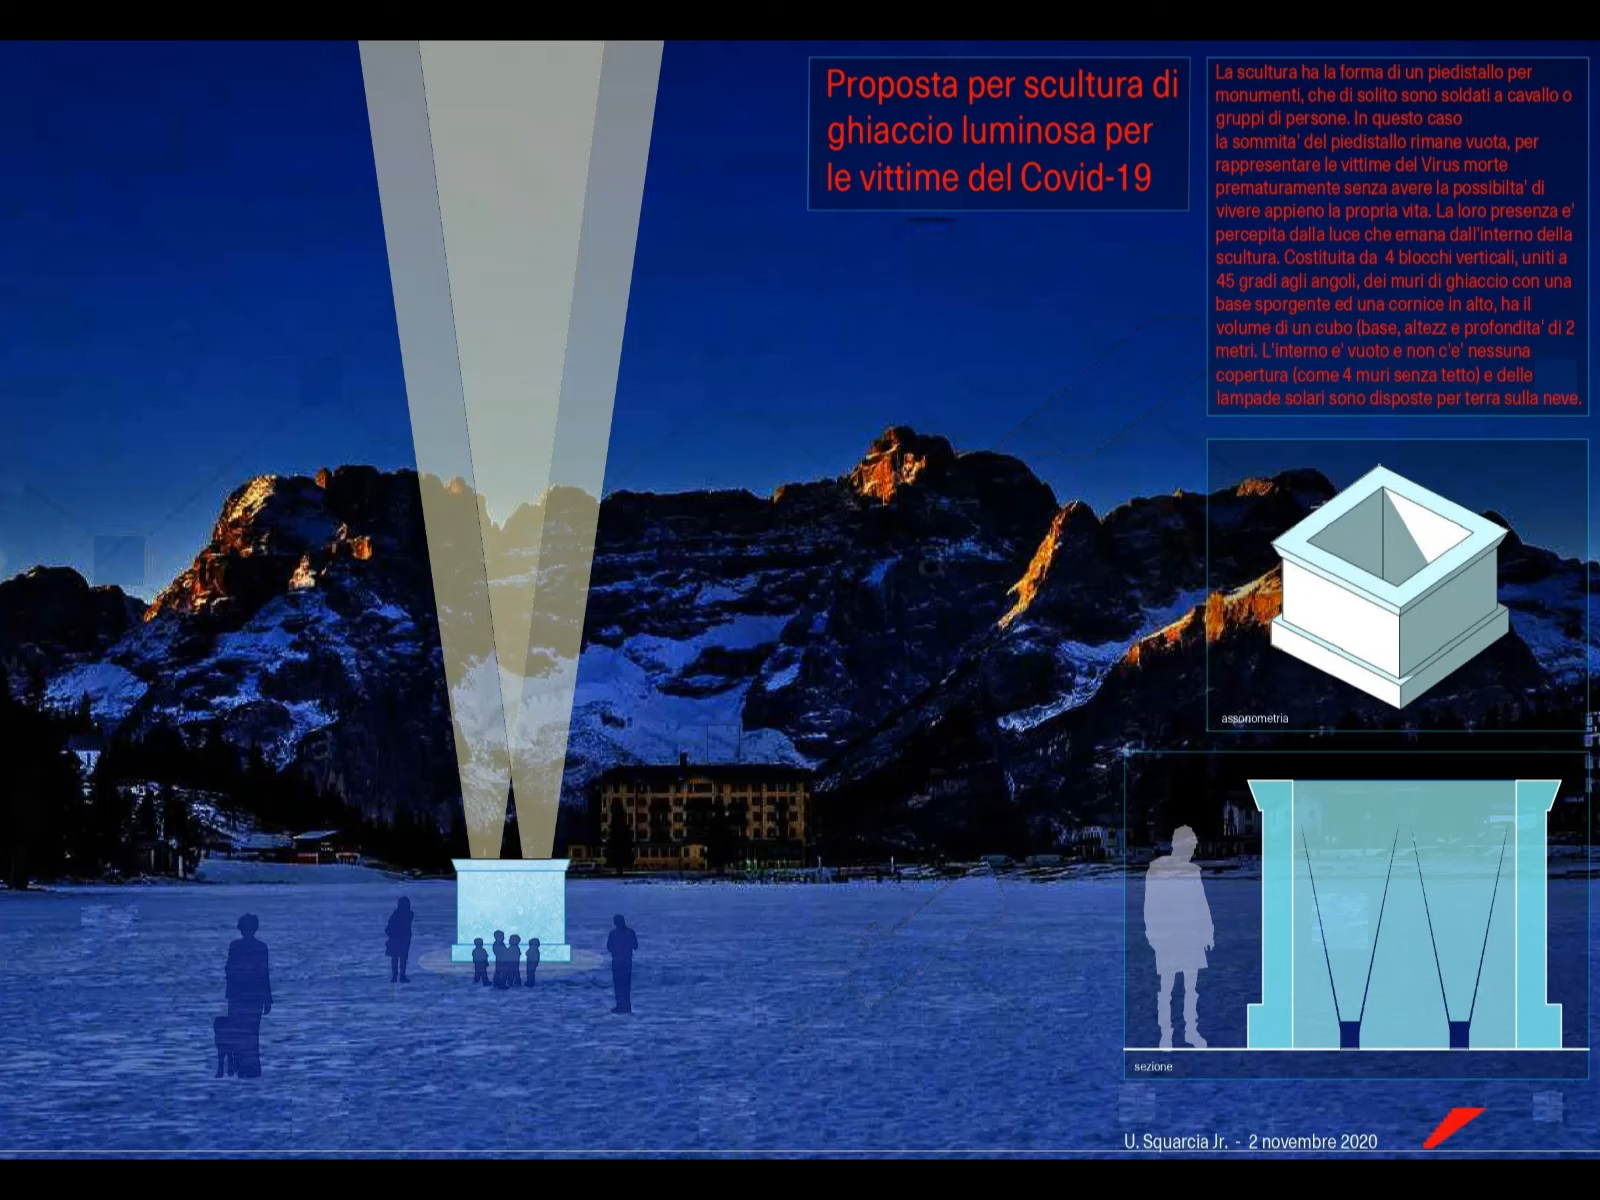 Proposta per scultura di
ghiaccio luminosa per
le vittime del Covid-19
La scultura ha la forma di un piedistallo per
monumenti, che di solito sono soldati a cavallo o
gruppi di persone. In questo caso
la sommita' del piedistallo rimane vuota, per
rappresentare le vittime del Virus morte
prematuramente senza avere la possibilta' di
vivere appieno la propria vita. La loro presenza e'
percepita dalla luce che emana dall'interno della
scultura. Costituita da 4 blocchi verticali, uniti a
45 gradi agli angoli, dei muri di ghiaccio con una
base sporgente ed una cornice in alto, ha il
volume di un cubo (base, altezz e profondita' di 2
metri. L'interno e' vuoto e non c'e' nessuna
copertura (come 4 muri senza tetto) e delle
lampade solari sono disposte per terra sulla neve.
assonometria
sezione
U. Squarcia Jr. - 2 novembre 2020